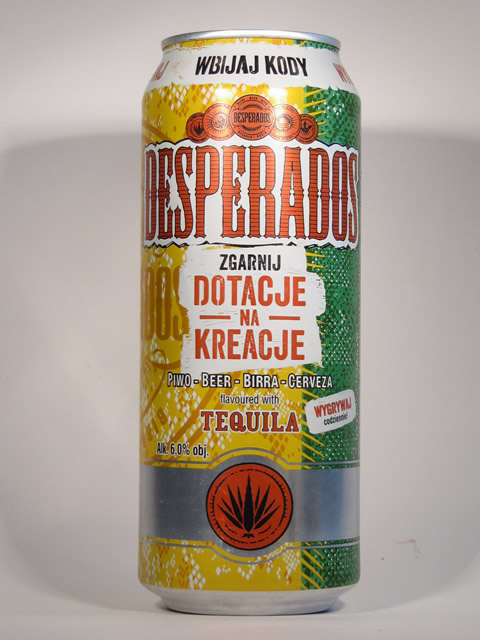 WBIJAJ KODY
DESPERADOS
DESPERADOS
ZGARNIJ
DOTACJE
NA
KREACJE
PIWO - BEER - BIRRA - CERVEZA
flavoured with
TEQUILA
WYGRYWAJ
codziennie!
Alk. 6,0% obj.